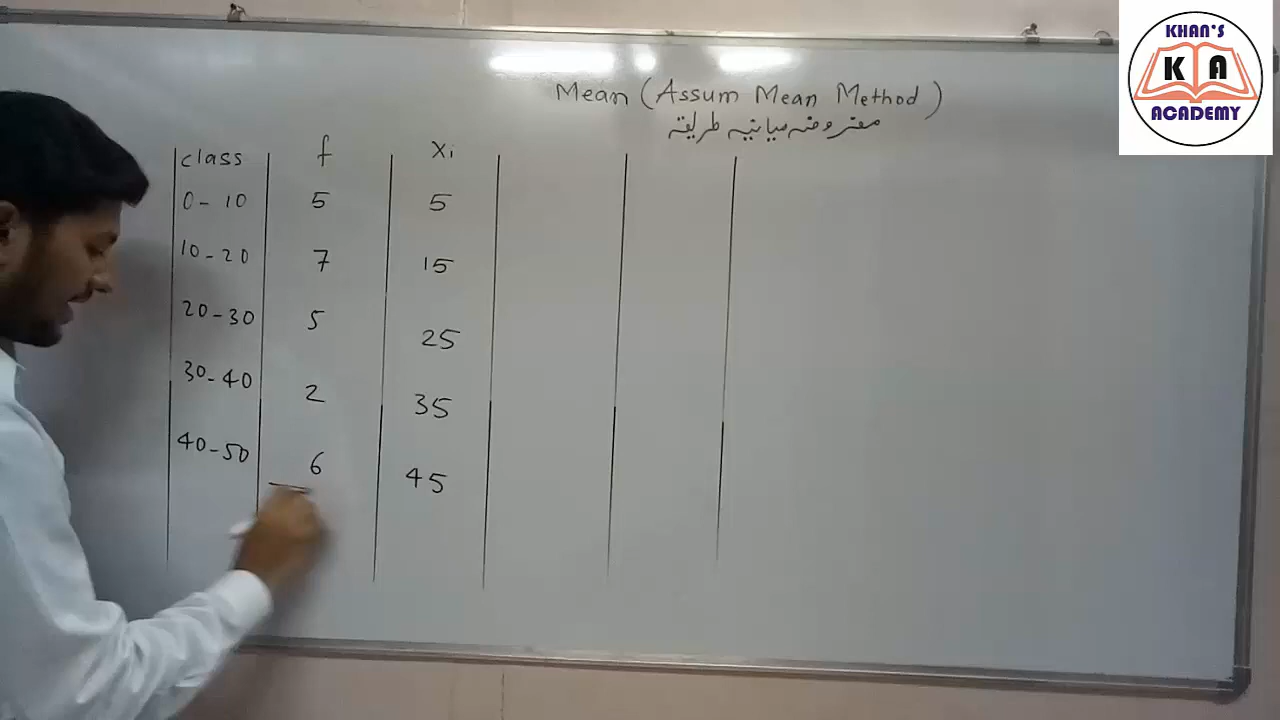 Mean (Assum Mean Method)
مفروضہ میانیہ طریقہ
class f Xi
0-10 5 5
10-20 7 15
20-30 5 25
30-40 2 35
40-50 6 45
KHAN'S
K A
ACADEMY